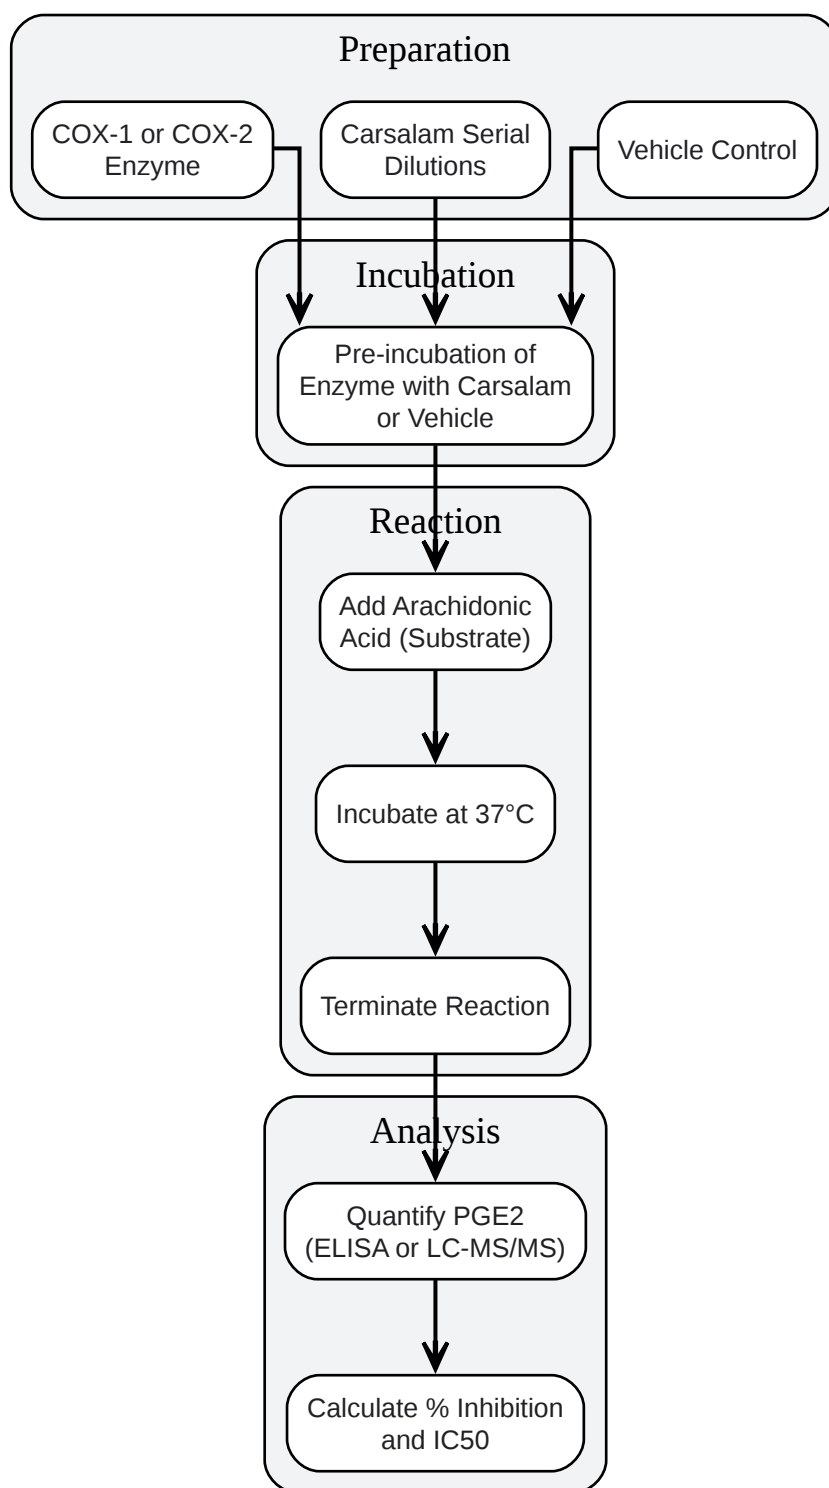 Preparation
COX-1 or COX-2
Enzyme
Carsalam Serial
Dilutions
Vehicle Control
Incubation
Pre-incubation of
Enzyme with Carsalam
or Vehicle
Reaction
Add Arachidonic
Acid (Substrate)
Incubate at 37°C
Terminate Reaction
Analysis
Quantify PGE2
(ELISA or LC-MS/MS)
Calculate % Inhibition
and IC50